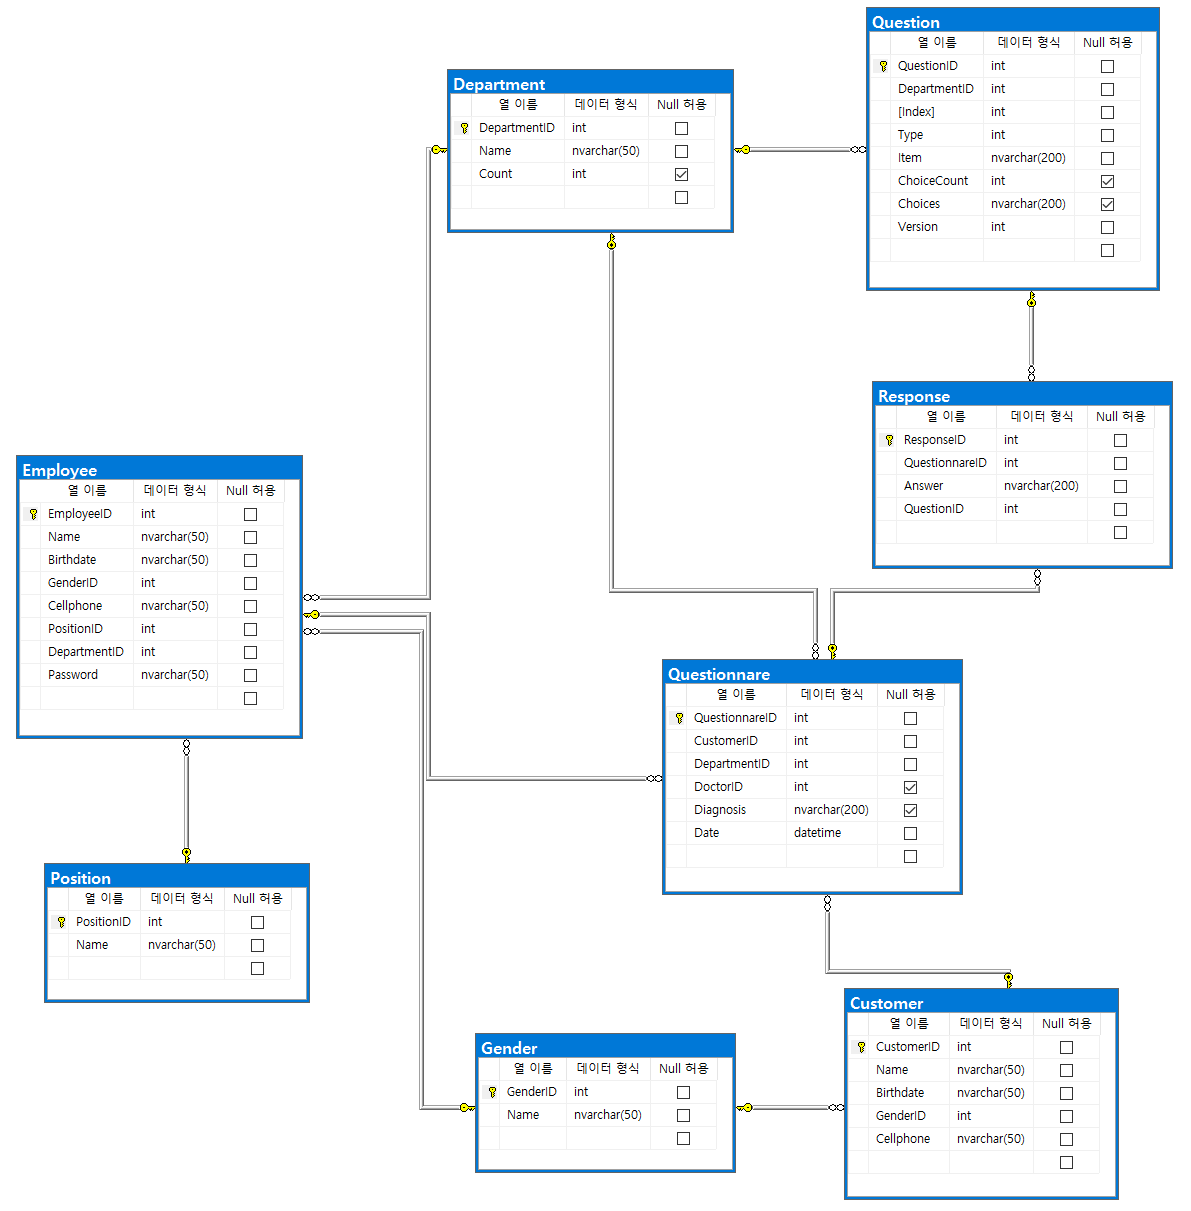 Question
열 이름 데이터 형식 Null 허용
QuestionID int
DepartmentID int
[Index] int
Type int
Item nvarchar(200)
ChoiceCount int
Choices nvarchar(200)
Version int
Department
열 이름 데이터 형식 Null 허용
DepartmentID int
Name nvarchar(50)
Count int
Response
열 이름 데이터 형식 Null 허용
ResponseID int
QuestionnareID int
Answer nvarchar(200)
QuestionID int
Employee
열 이름 데이터 형식 Null 허용
EmployeeID int
Name nvarchar(50)
Birthdate nvarchar(50)
GenderID int
Cellphone nvarchar(50)
PositionID int
DepartmentID int
Password nvarchar(50)
Questionnare
열 이름 데이터 형식 Null 허용
QuestionnareID int
CustomerID int
DepartmentID int
DoctorID int
Diagnosis nvarchar(200)
Date datetime
Position
열 이름 데이터 형식 Null 허용
PositionID int
Name nvarchar(50)
Gender
열 이름 데이터 형식 Null 허용
GenderID int
Name nvarchar(50)
Customer
열 이름 데이터 형식 Null 허용
CustomerID int
Name nvarchar(50)
Birthdate nvarchar(50)
GenderID int
Cellphone nvarchar(50)